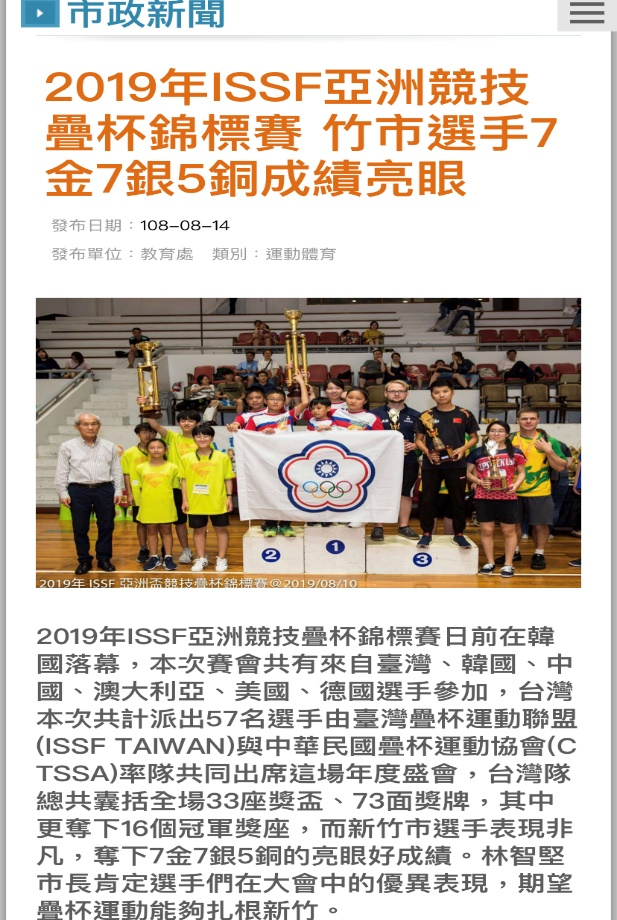 市政新聞
2019年ISSF亞洲競技
疊杯錦標賽 竹市選手7
金7銀5銅成績亮眼
發布日期：108-08-14
發布單位：教育處 類別：運動體育
2
1
3
2019年 ISSF 亞洲盃競技疊杯錦標賽@2019/08/10
2019年ISSF亞洲競技疊杯錦標賽日前在韓
國落幕，本次賽會共有來自臺灣、韓國、中
國、澳大利亞、美國、德國選手參加，台灣
本次共計派出57名選手由臺灣疊杯運動聯盟
(ISSF TAIWAN)與中華民國疊杯運動協會(C
TSSA)率隊共同出席這場年度盛會，台灣隊
總共囊括全場33座獎盃、73面獎牌，其中
更奪下16個冠軍獎座，而新竹市選手表現非
凡，奪下7金7銀5銅的亮眼好成績。林智堅
市長肯定選手們在大會中的優異表現，期望
疊杯運動能夠扎根新竹。